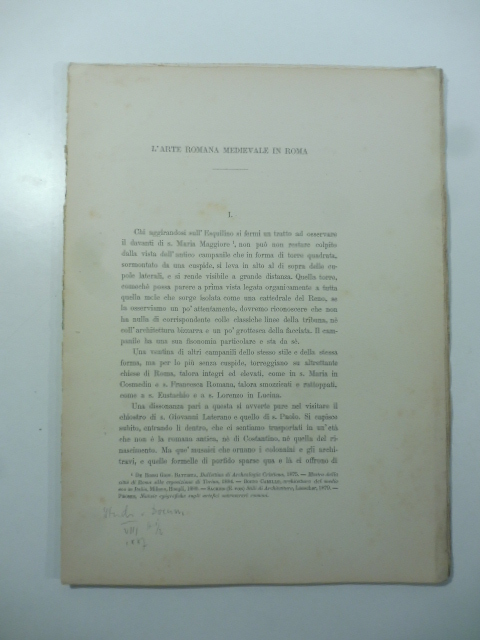 L'ARTE ROMANA MEDIEVALE IN ROMA
I.
Chi aggirandosi sull'Esquilino si fermi un tratto ad osservare
il davanti di s. Maria Maggiore ¹, non può non restare colpito
dalla vista dell'antico campanile che in forma di torre quadrata,
sormontato da una cuspide, si leva in alto al di sopra delle cu-
pole laterali, e si rende visibile a grande distanza. Quella torre,
comechè possa parere a prima vista legata organicamente a tutta
quella mole che sorge isolata come una cattedrale del Reno, se
la osserviamo un po' attentamente, dovremo riconoscere che non
ha nulla di corrispondente colle classiche linee della tribuna, nè
coll'architettura bizzarra e un po' grottesca della facciata. Il cam-
panile ha una sua fisonomia particolare e sta da sè.
Una ventina di altri campanili dello stesso stile e della stessa
forma, ma per lo più senza cuspide, torreggiano su altrettante
chiese di Roma, talora integri ed elevati, come in s. Maria in
Cosmedin e s. Francesca Romana, talora smozzicati e rattoppati,
come a s. Eustachio e a s. Lorenzo in Lucina.
Una dissonanza pari a questa si avverte pure nel visitare il
chiostro di s. Giovanni Laterano e quello di s. Paolo. Si capisce
subito, entrando lì dentro, che ci sentiamo trasportati in un'età
che non è la romana antica, nè di Costantino, nè quella del ri-
nascimento. Ma que' musaici che ornano i colonnini e gli archi-
travi, e quelle formelle di porfido sparse qua e là si offrono di
¹ De Rossi Giov. Battista, Bullettino di Archeologia Cristiana, 1875. — Mostra della
città di Roma alla esposizione di Torino, 1884. — Boito Camillo, architettura del medio
evo in Italia, Milano, Hoepli, 1880. —
Promis, Notizie epigrafiche degli artefici marmorari romani.